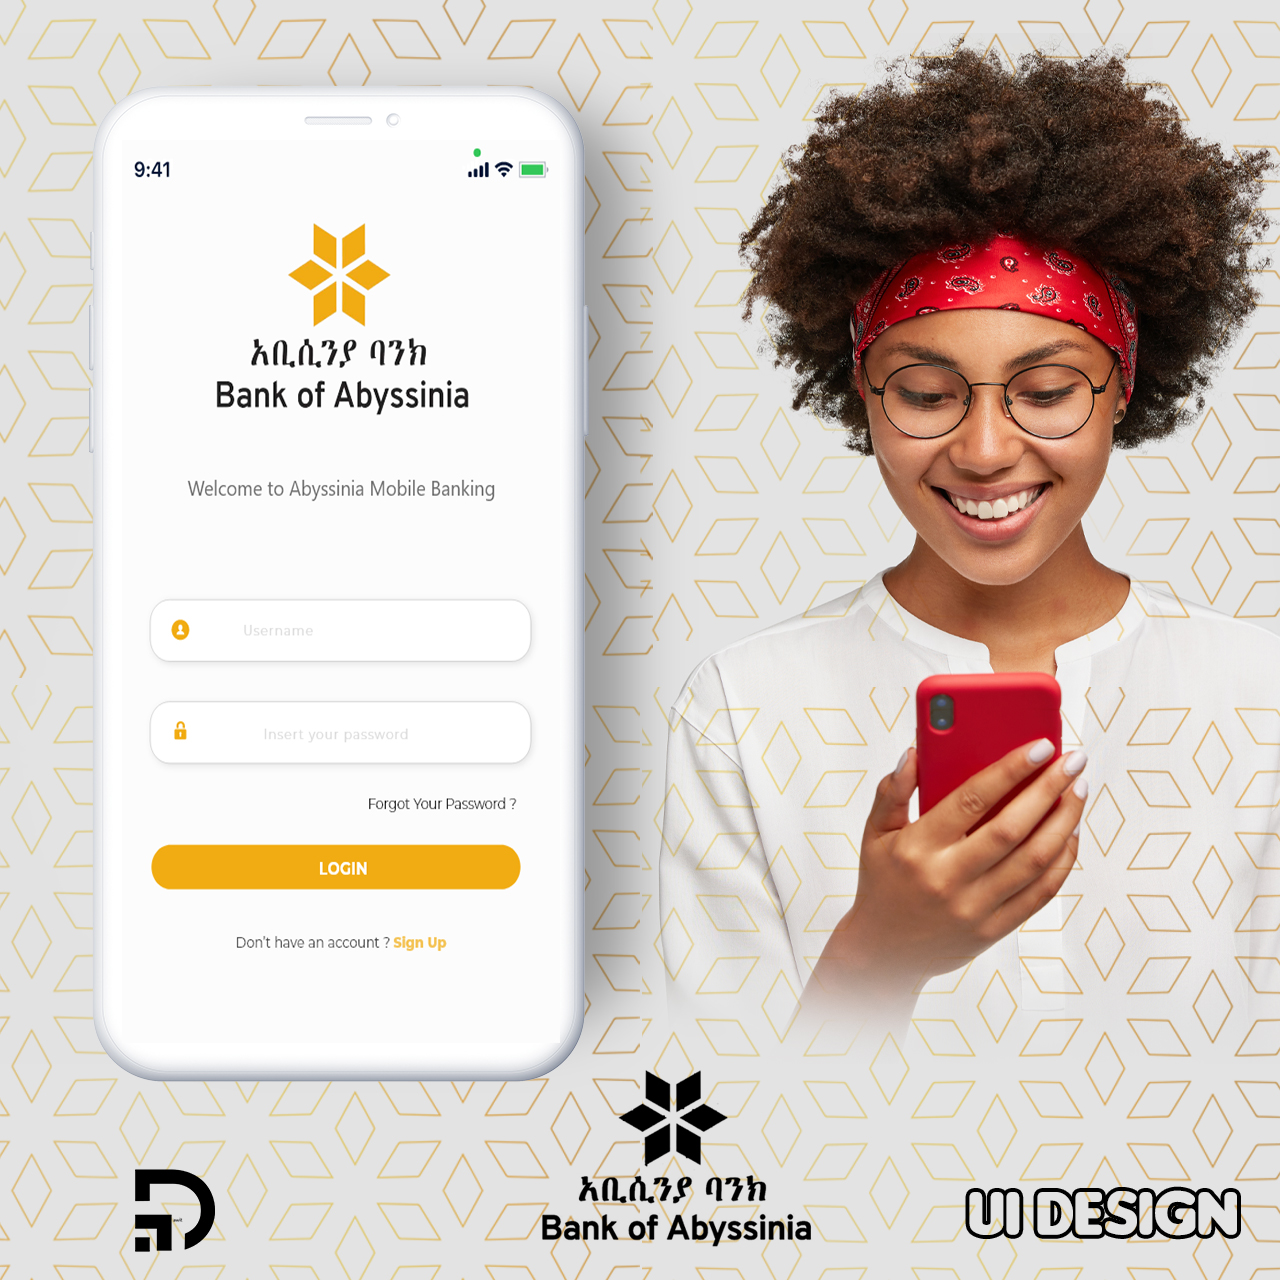 9:41
አቢሲንያ ባንክ
Bank of Abyssinia
Welcome to Abyssinia Mobile Banking
Username
Insert your password
Forgot Your Password ?
LOGIN
Don't have an account ? Sign Up
አቢሲንያ ባንክ
Bank of Abyssinia
UI DESIGN